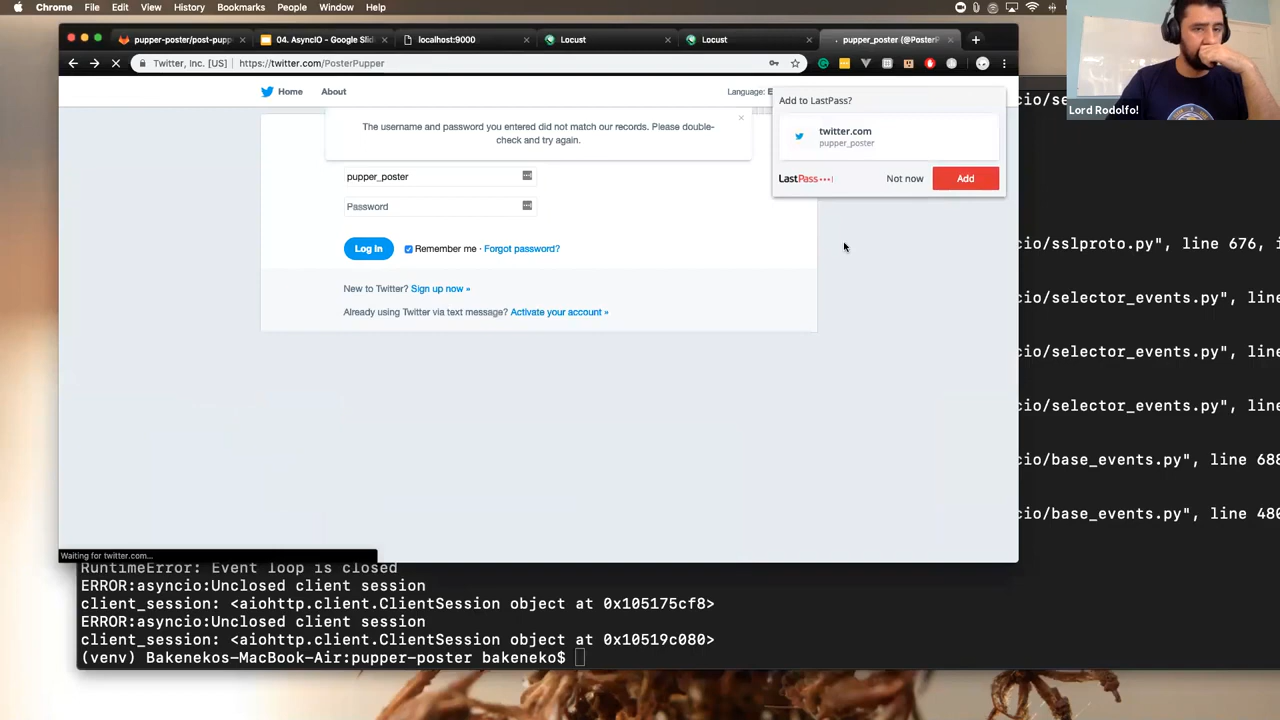 Chrome File Edit View History Bookmarks People Window Help
pupper-poster/post-pupp
04. AsyncIO - Google Slid
localhost:9000
Locust
Locust
pupper_poster (@PosterP
Twitter, Inc. [US] https://twitter.com/PosterPupper
Home About
Language: E
The username and password you entered did not match our records. Please double-
check and try again.
×
pupper_poster
Password
Log In
Remember me · Forgot password?
New to Twitter? Sign up now »
Already using Twitter via text message? Activate your account »
Add to LastPass?
twitter.com
pupper_poster
LastPass
Not now
Add
Lord Rodolfo!
cio/se
cio/sslproto.py", line 676, i
cio/selector_events.py", line
cio/selector_events.py", line
cio/selector_events.py", line
cio/base_events.py", line 688
cio/base_events.py", line 480
Waiting for twitter.com...
RuntimeError: Event loop is closed
ERROR:asyncio:Unclosed client session
client_session: <aiohttp.client.ClientSession object at 0x105175cf8>
ERROR:asyncio:Unclosed client session
client_session: <aiohttp.client.ClientSession object at 0x10519c080>
(venv) Bakenekos-MacBook-Air:pupper-poster bakeneko$